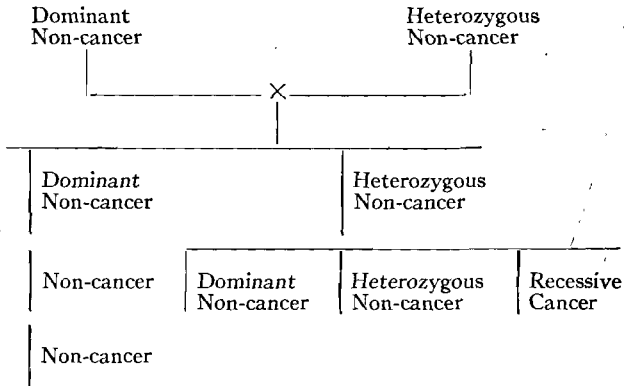 Dominant
Non-cancer
Heterozygous
Non-cancer
×
Dominant
Non-cancer
Heterozygous
Non-cancer
Non-cancer
Dominant
Non-cancer
Heterozygous
Non-cancer
Recessive
Cancer
Non-cancer